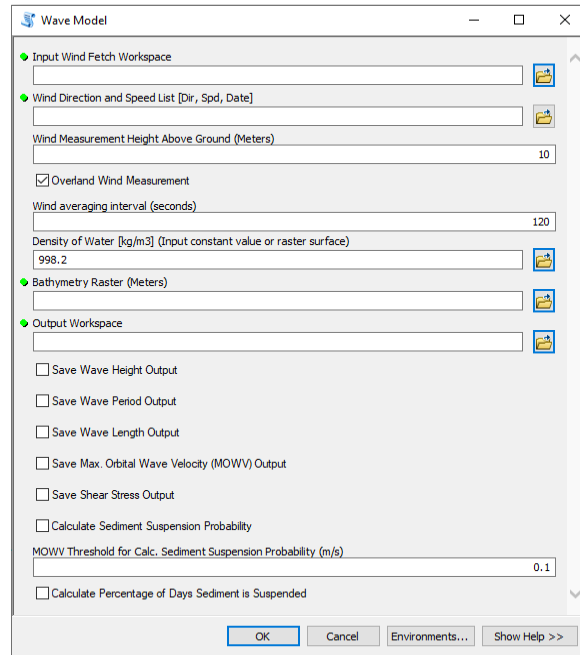 Wave Model
Input Wind Fetch Workspace
Wind Direction and Speed List [Dir, Spd, Date]
Wind Measurement Height Above Ground (Meters)
10
Overland Wind Measurement
Wind averaging interval (seconds)
120
Density of Water [kg/m3] (Input constant value or raster surface)
998.2
Bathymetry Raster (Meters)
Output Workspace
Save Wave Height Output
Save Wave Period Output
Save Wave Length Output
Save Max. Orbital Wave Velocity (MOWV) Output
Save Shear Stress Output
Calculate Sediment Suspension Probability
MOWV Threshold for Calc. Sediment Suspension Probability (m/s)
0.1
Calculate Percentage of Days Sediment is Suspended
OK Cancel Environments... Show Help >>